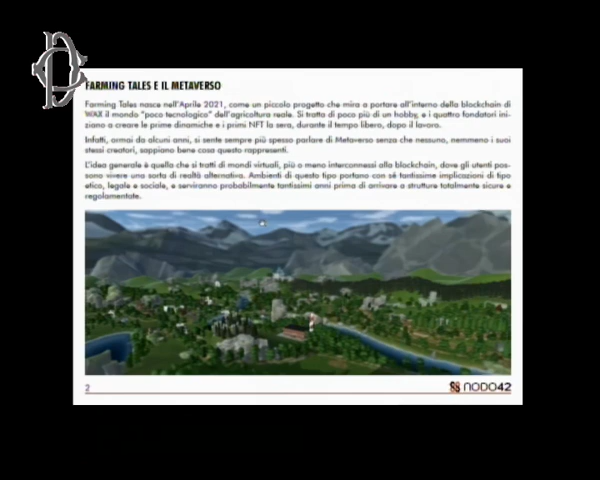 FARMING TALES E IL METAVERSO
Farming Tales nasce nell'Aprile 2021, come un piccolo progetto che mira a portare all'interno della blockchain di
WAX il mondo "poco tecnologico" dell'agricoltura reale. Si tratta di poco più di un hobby, e i quattro fondatori ini-
ziano a creare le prime dinamiche e i primi NFT la sera, durante il tempo libero, dopo il lavoro.
Infatti, ormai da alcuni anni, si sente sempre più spesso parlare di Metaverso senza che nessuno, nemmeno i suoi
stessi creatori, sappiano bene cosa questo rappresenti.
L'idea generale è quella che si tratti di mondi virtuali, più o meno interconnessi alla blockchain, dove gli utenti pos-
sono vivere una sorta di realtà alternativa. Ambienti di questo tipo portano con sé tantissime implicazioni di tipo
etico, legale e sociale, e serviranno probabilmente tantissimi anni prima di arrivare a strutture totalmente sicure e
regolamentate.
2 NODO42